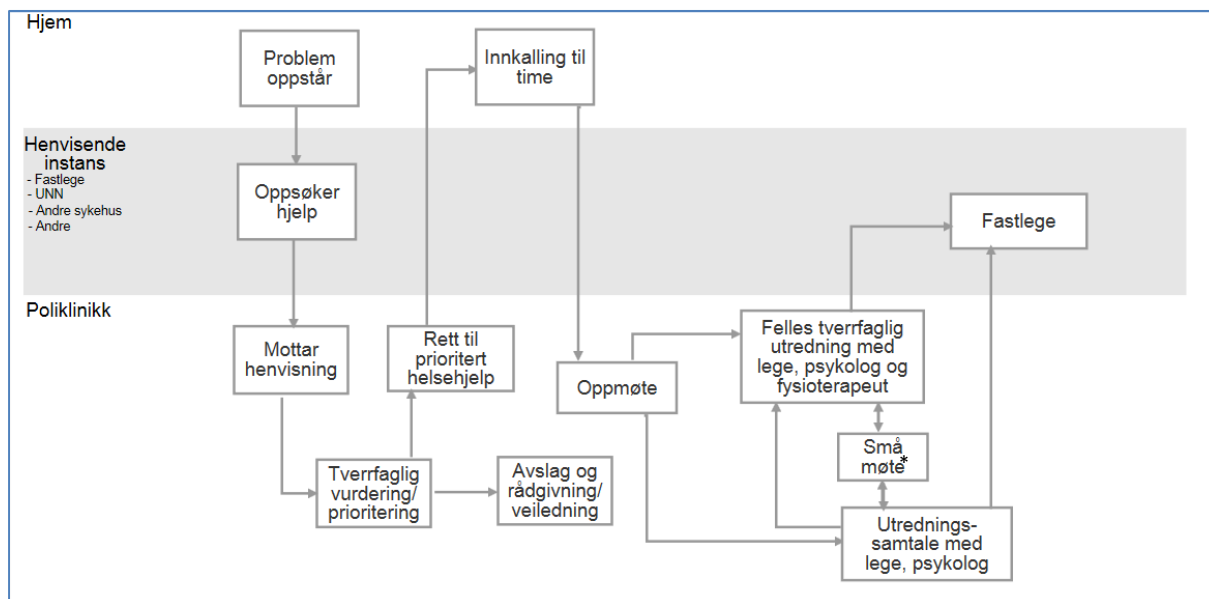 Hjem
Problem
oppstår
Innkalling til
time
Henvisende
instans
- Fastlege
- UNN
- Andre sykehus
- Andre
Oppsøker
hjelp
Fastlege
Poliklinikk
Mottar
henvisning
Rett til
prioritert
helsehjelp
Oppmøte
Felles tverrfaglig
utredning med
lege, psykolog og
fysioterapeut
Små
møte*
Tverrfaglig
vurdering/
prioritering
Avslag og
rådgivning/
veiledning
Utrednings-
samtale med
lege, psykolog